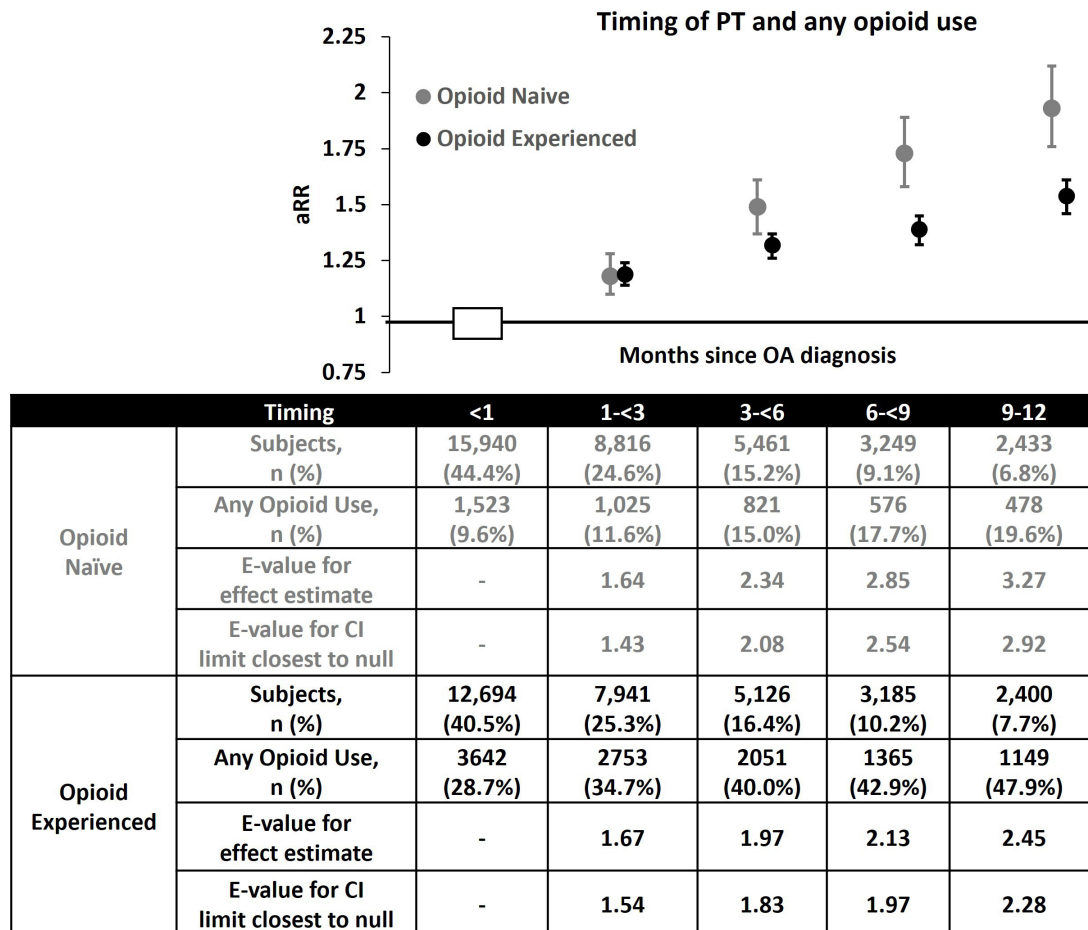 Timing of PT and any opioid use
2.25
2
1.75
1.5
1.25
1
0.75
aRR
Opioid Naive
Opioid Experienced
Months since OA diagnosis
Timing <1 1-<3 3-<6 6-<9 9-12
Opioid
Naïve
Subjects,
n (%)
15,940 8,816 5,461 3,249 2,433
(44.4%) (24.6%) (15.2%) (9.1%) (6.8%)
Any Opioid Use,
n (%)
1,523 1,025 821 576 478
(9.6%) (11.6%) (15.0%) (17.7%) (19.6%)
E-value for
effect estimate
- 1.64 2.34 2.85 3.27
E-value for CI
limit closest to null
- 1.43 2.08 2.54 2.92
Opioid
Experienced
Subjects,
n (%)
12,694 7,941 5,126 3,185 2,400
(40.5%) (25.3%) (16.4%) (10.2%) (7.7%)
Any Opioid Use,
n (%)
3642 2753 2051 1365 1149
(28.7%) (34.7%) (40.0%) (42.9%) (47.9%)
E-value for
effect estimate
- 1.67 1.97 2.13 2.45
E-value for CI
limit closest to null
- 1.54 1.83 1.97 2.28